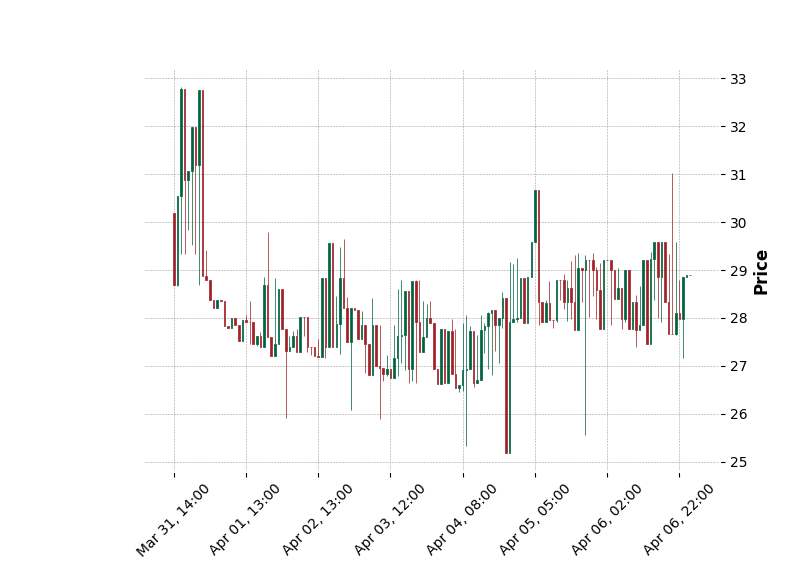 33
32
31
30
29
28
27
26
25
Price
Mar 31, 14:00
Apr 01, 13:00
Apr 02, 13:00
Apr 03, 12:00
Apr 04, 08:00
Apr 05, 05:00
Apr 06, 02:00
Apr 06, 22:00